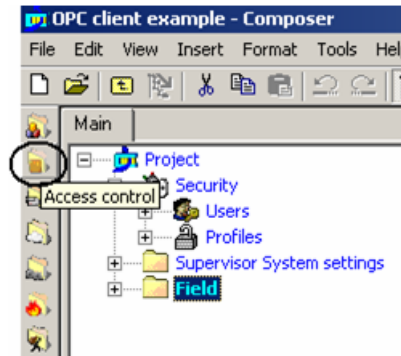 OPC client example - Composer
File Edit View Insert Format Tools Hel
Main
Project
Security
Access control
Users
Profiles
Supervisor System settings
Field